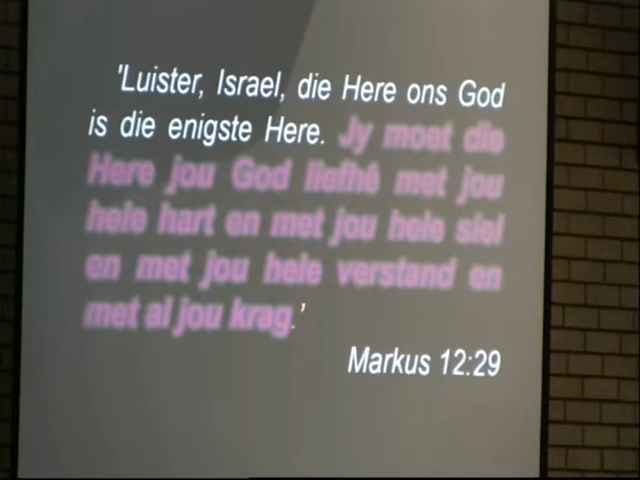 'Luister, Israel, die Here ons God
is die enigste Here. Jy moet die
Here jou God liefhê met jou
hele hart en met jou hele siel
en met jou hele verstand en
met al jou krag.'
Markus 12:29